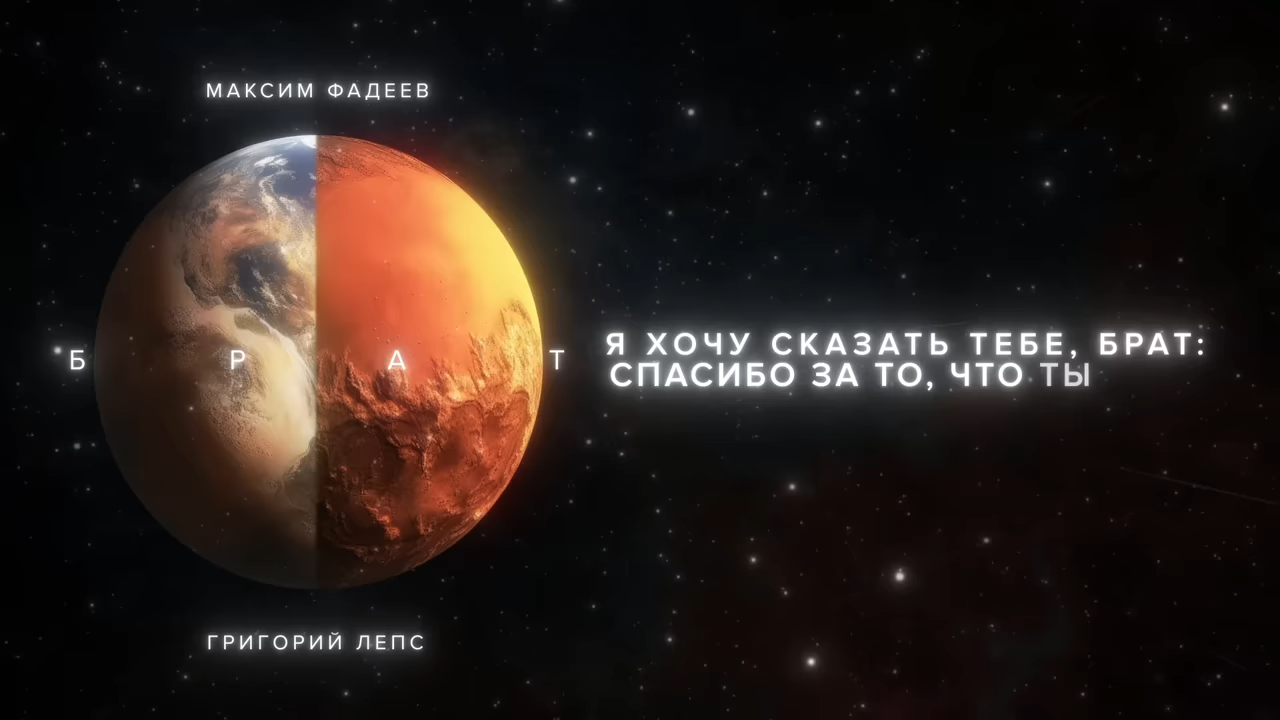 МАКСИМ ФАДЕЕВ
Б Р А Т
Я ХОЧУ СКАЗАТЬ ТЕБЕ, БРАТ:
СПАСИБО ЗА ТО, ЧТО ТЫ
ГРИГОРИЙ ЛЕПС